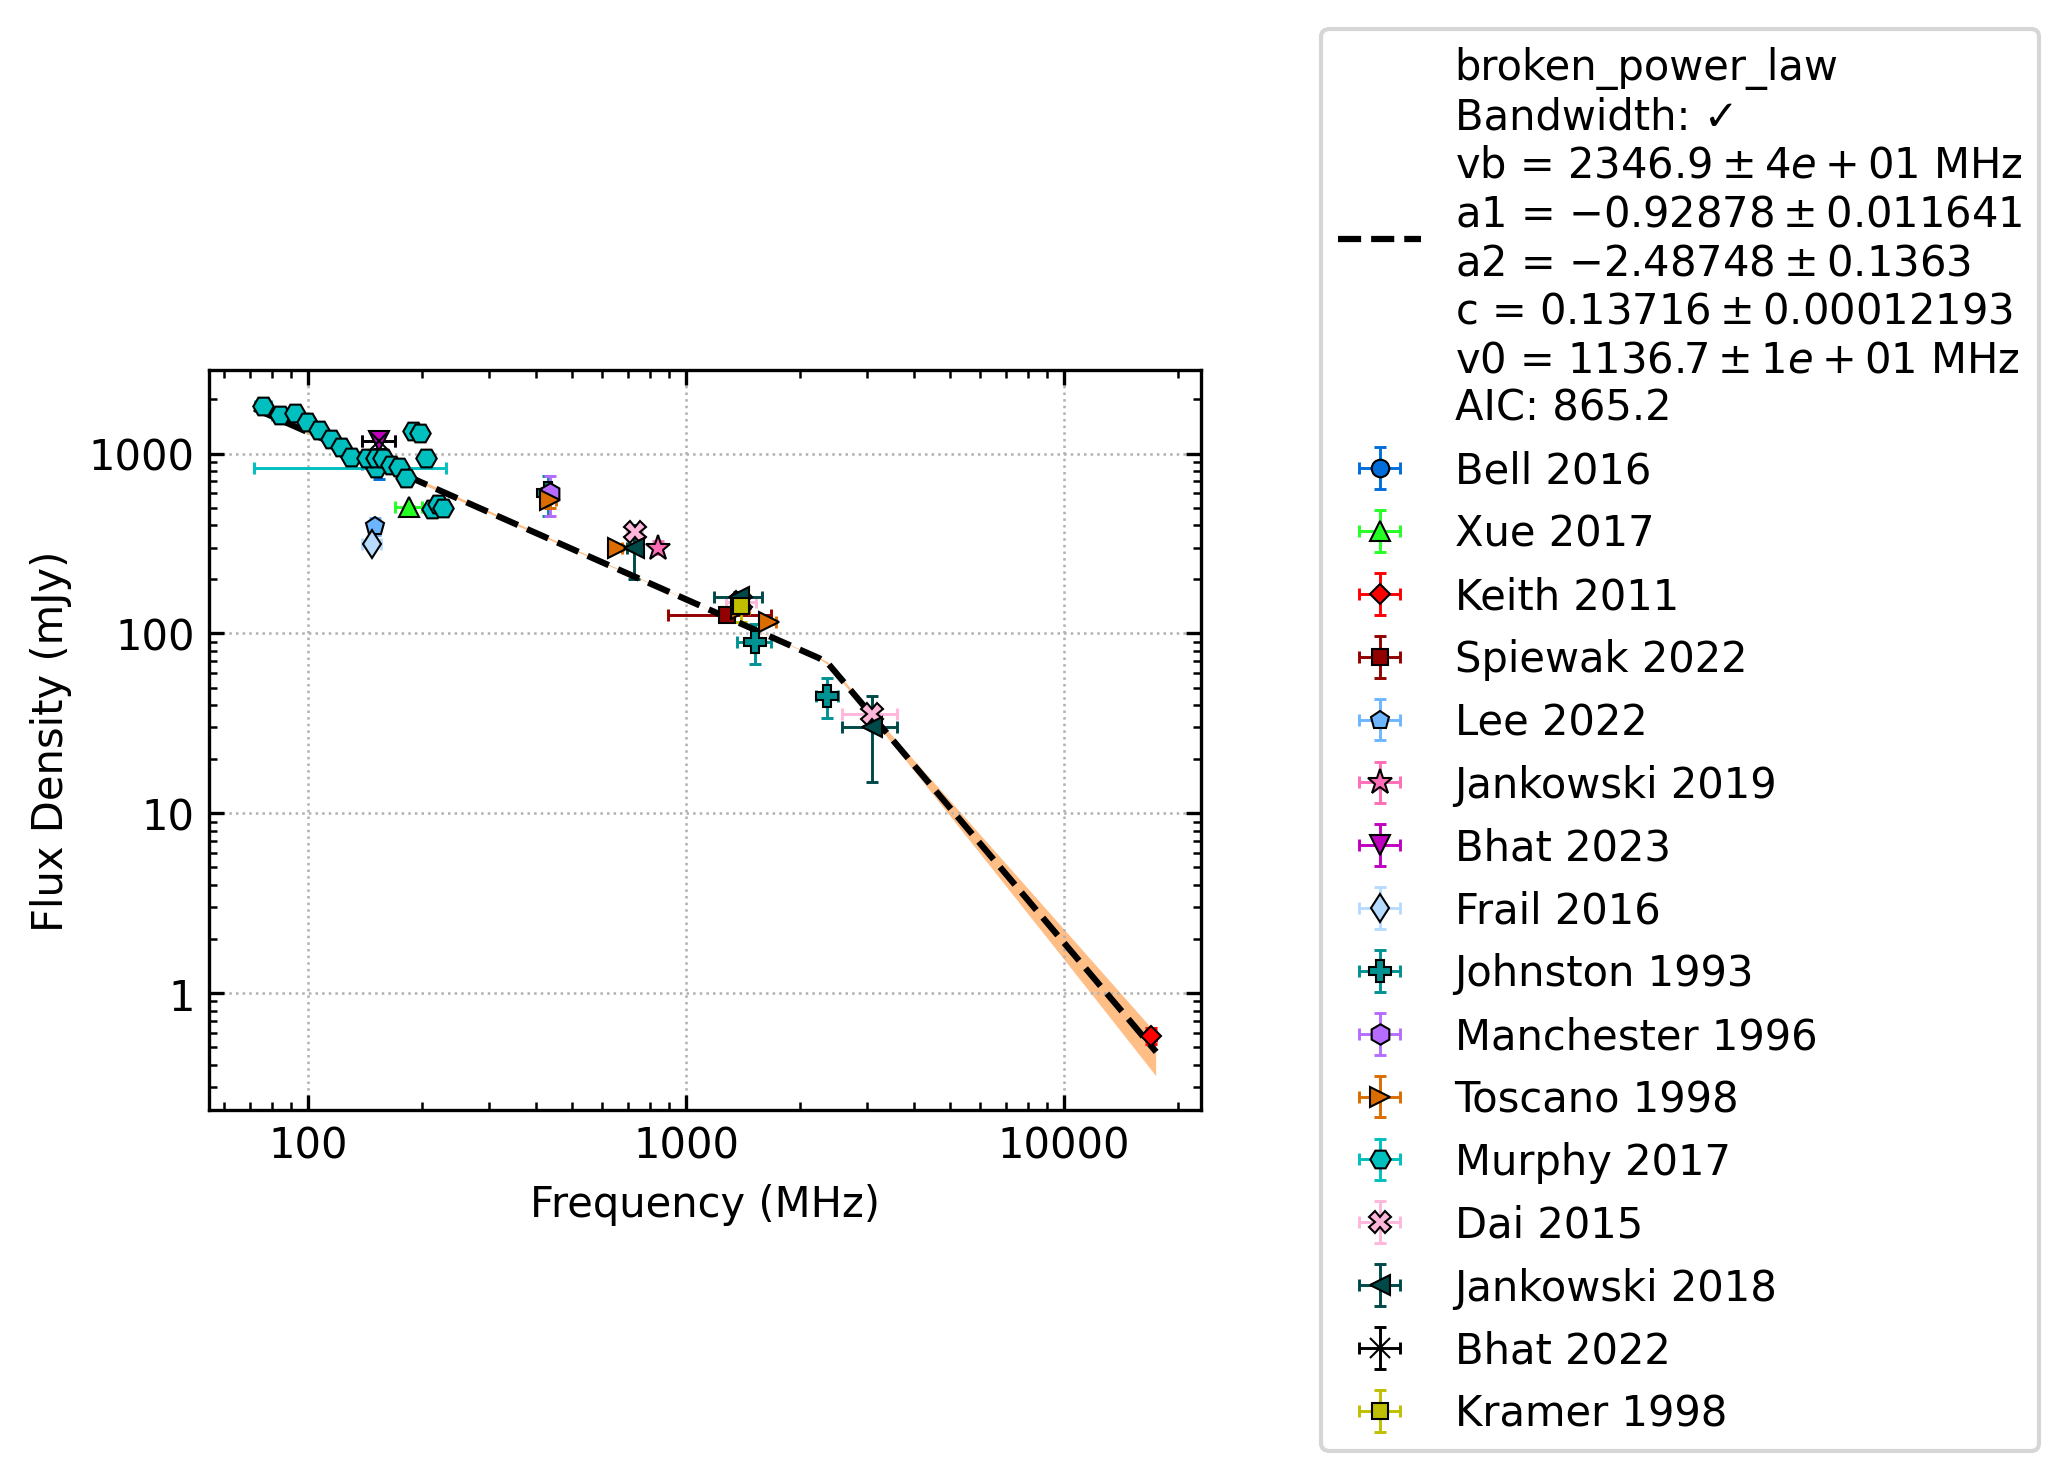 broken_power_law
Bandwidth: ✓
vb = 2346.9 ± 4e + 01 MHz
a1 = −0.92878 ± 0.011641
a2 = −2.48748 ± 0.1363
c = 0.13716 ± 0.00012193
v0 = 1136.7 ± 1e + 01 MHz
AIC: 865.2
Bell 2016
Xue 2017
Keith 2011
Spiewak 2022
Lee 2022
Jankowski 2019
Bhat 2023
Frail 2016
Johnston 1993
Manchester 1996
Toscano 1998
Murphy 2017
Dai 2015
Jankowski 2018
Bhat 2022
Kramer 1998
Flux Density (mJy)
1000
100
10
1
100
1000
10000
Frequency (MHz)